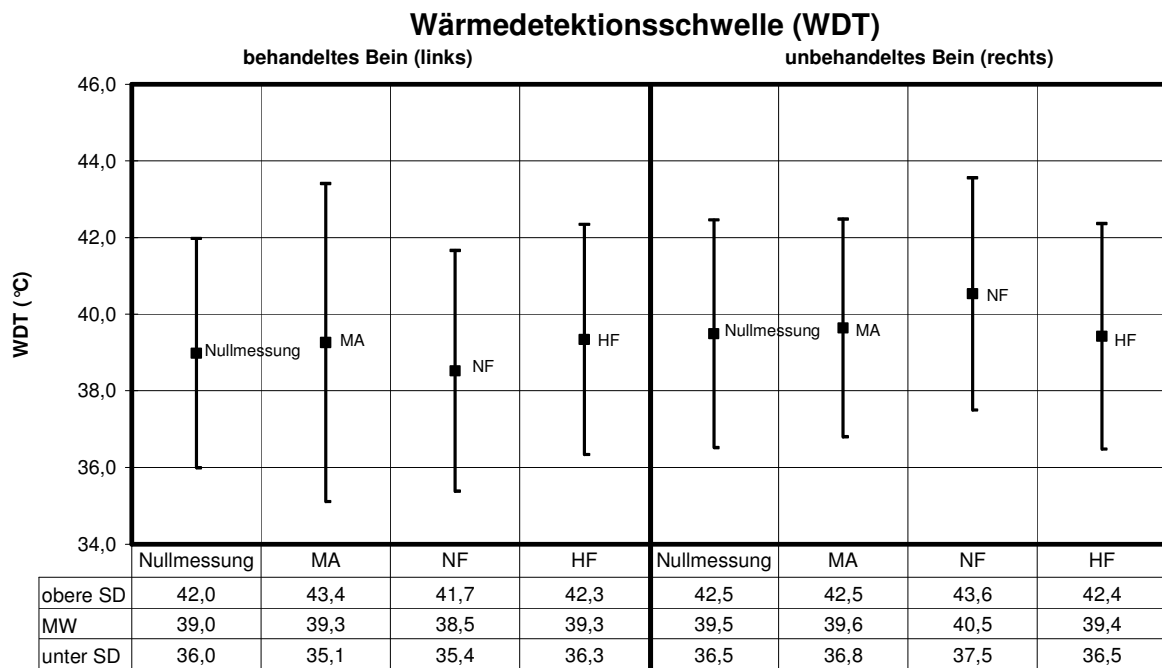 Wärmedetektionsschwelle (WDT)
behandeltes Bein (links) unbehandeltes Bein (rechts)
46,0
44,0
42,0
40,0
38,0
36,0
34,0
WDT (°C)
Nullmessung MA NF HF Nullmessung MA NF HF
Nullmessung MA NF HF Nullmessung MA NF HF
obere SD 42,0 43,4 41,7 42,3 42,5 42,5 43,6 42,4
MW 39,0 39,3 38,5 39,3 39,5 39,6 40,5 39,4
unter SD 36,0 35,1 35,4 36,3 36,5 36,8 37,5 36,5